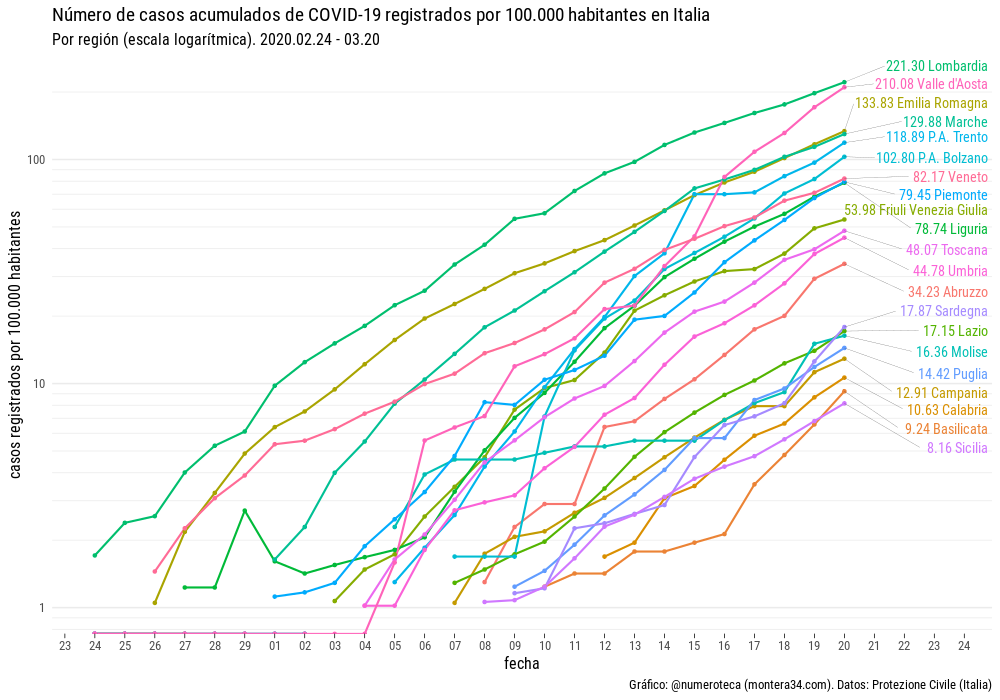 Número de casos acumulados de COVID-19 registrados por 100.000 habitantes en Italia
Por región (escala logarítmica). 2020.02.24 - 03.20
casos registrados por 100.000 habitantes
100
10
1
221.30 Lombardia
210.08 Valle d'Aosta
133.83 Emilia Romagna
129.88 Marche
118.89 P.A. Trento
102.80 P.A. Bolzano
82.17 Veneto
79.45 Piemonte
53.98 Friuli Venezia Giulia
78.74 Liguria
48.07 Toscana
44.78 Umbria
34.23 Abruzzo
17.87 Sardegna
17.15 Lazio
16.36 Molise
14.42 Puglia
12.91 Campania
10.63 Calabria
9.24 Basilicata
8.16 Sicilia
23 24 25 26 27 28 29 01 02 03 04 05 06 07 08 09 10 11 12 13 14 15 16 17 18 19 20 21 22 23 24
fecha
Gráfico: @numeroteca (montera34.com). Datos: Protezione Civile (Italia)